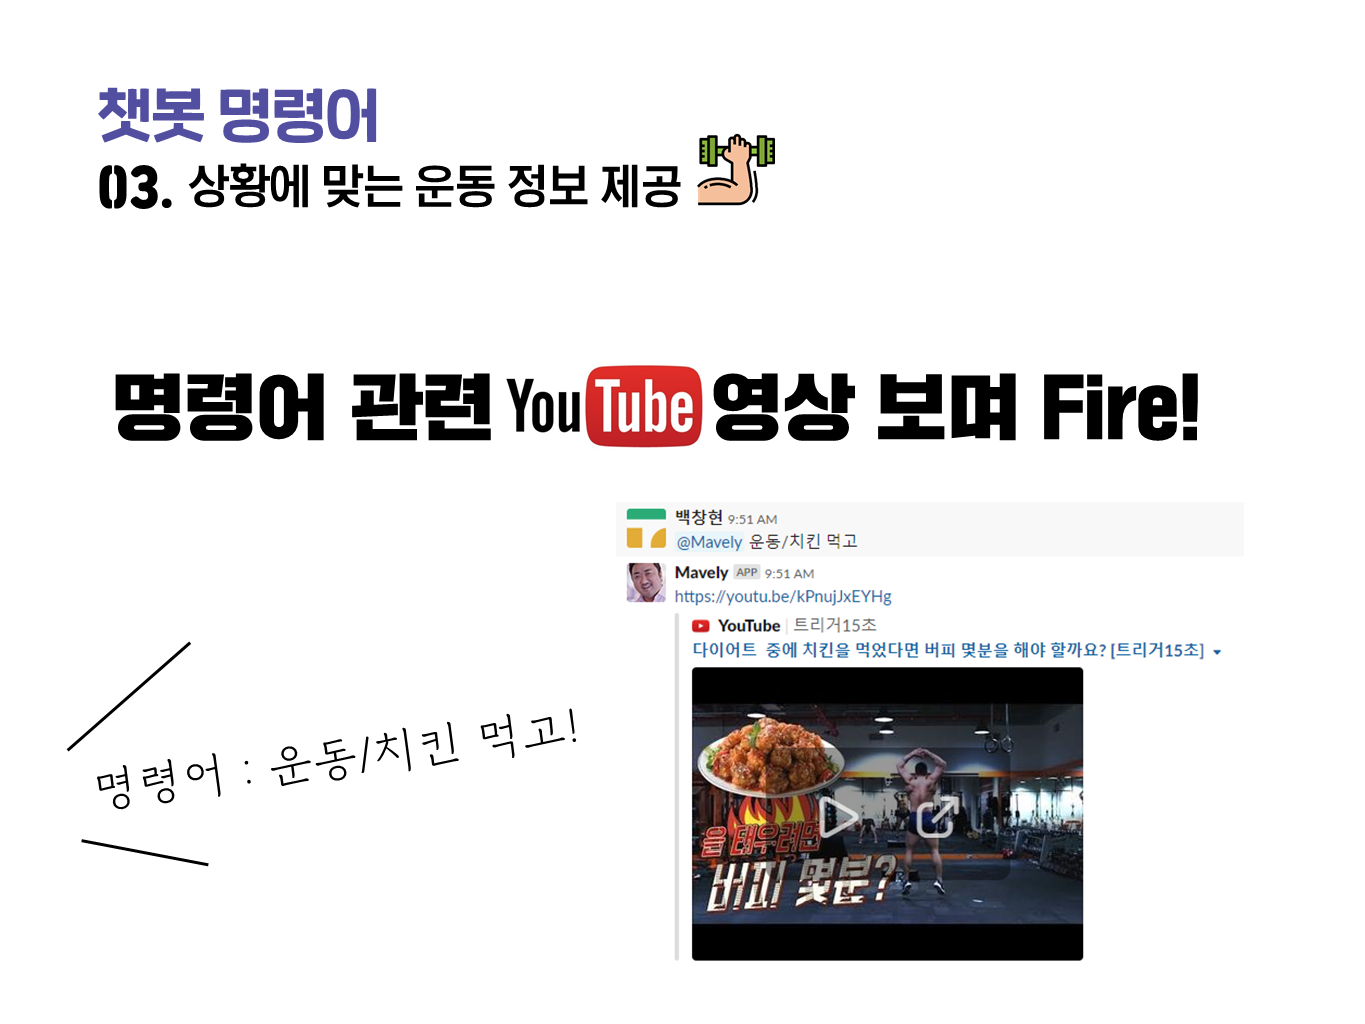 챗봇 명령어
03. 상황에 맞는 운동 정보 제공
명령어 관련 YouTube 영상 보며 Fire!
백창현 9:51 AM
@Mavely 운동/치킨 먹고
Mavely APP 9:51 AM
https://youtu.be/kPnujJxEYHg
YouTube | 트리거15초
다이어트 중에 치킨을 먹었다면 버피 몇분을 해야 할까요? [트리거15초]
을 태우려면
버피 몇분?
명령어 : 운동/치킨 먹고!